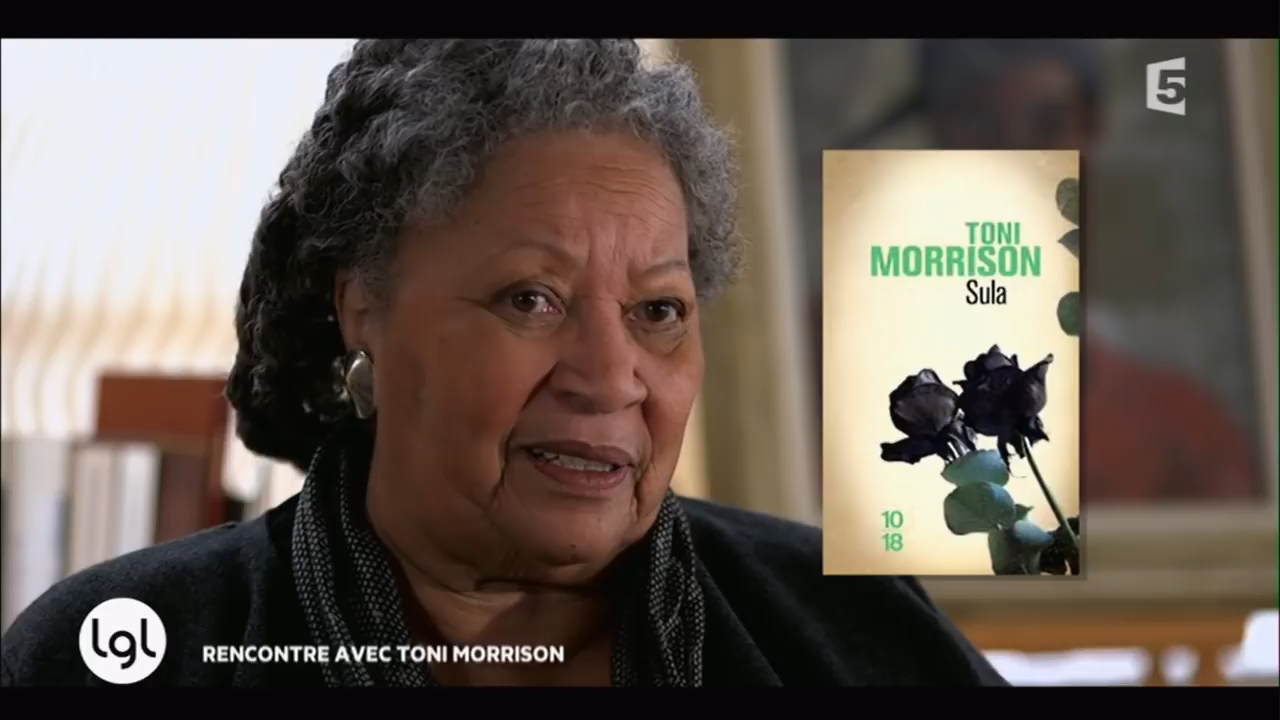 5
TONI
MORRISON
Sula
10
18
lgl
RENCONTRE AVEC TONI MORRISON